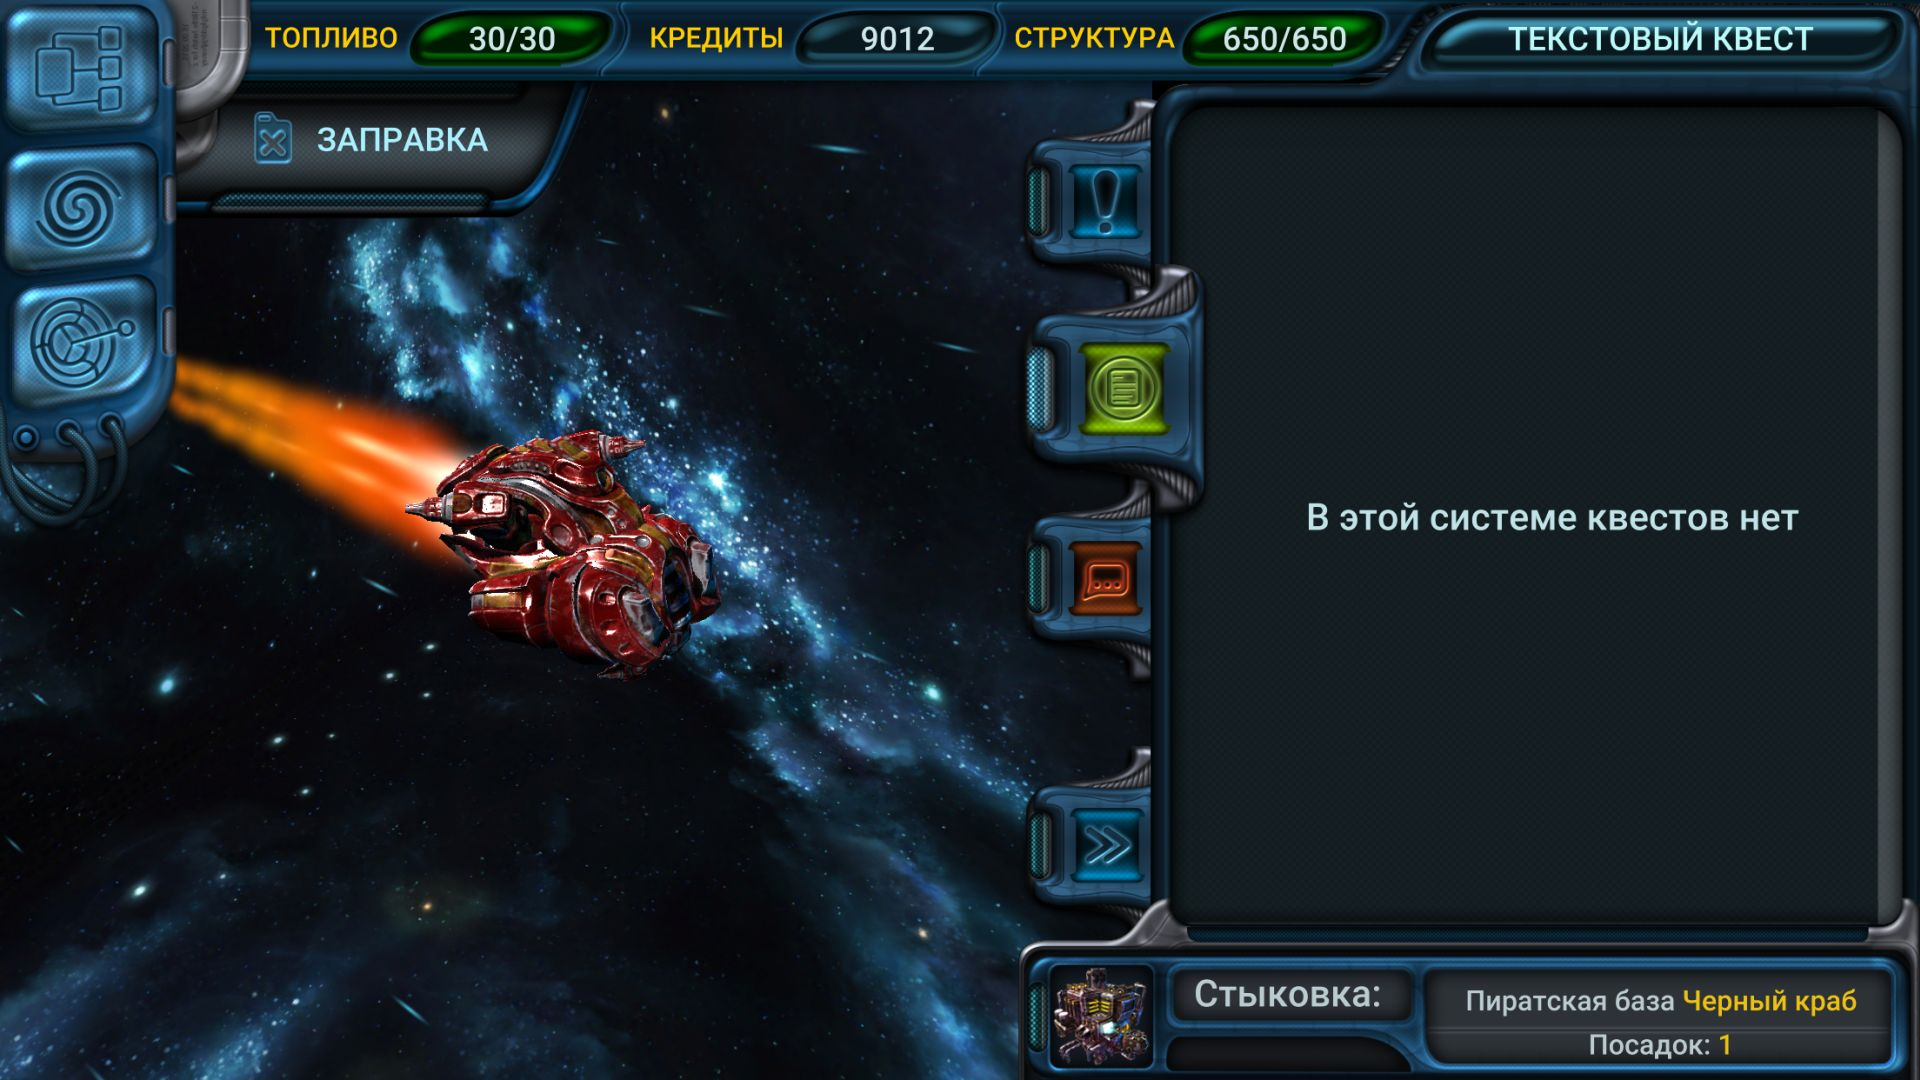 ТОПЛИВО 30/30 КРЕДИТЫ 9012 СТРУКТУРА 650/650 ТЕКСТОВЫЙ КВЕСТ
ЗАПРАВКА
В этой системе квестов нет
Стыковка:
Пиратская база Черный краб
Посадок: 1